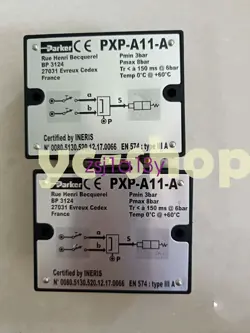 Parker CE PXP-A11-A
Rue Henri Becquerel
BP 3124
27031 Evreux Codex
France
Pmin 3bar
Pmax 8bar
Tr < à 150 ms @ 6bar
Temp 0°C @ +60°C
a
b
S
P
Certified by INERIS
N° 0080.5130.520.12.17.0066 EN 574 : type III A
Parker CE PXP-A11-A
Rue Henri Becquerel
BP 3124
27031 Evreux Codex
France
Pmin 3bar
Pmax 8bar
Tr < à 150 ms @ 6bar
Temp 0°C @ +60°C
a
b
S
P
Certified by INERIS
N° 0080.5130.520.12.17.0066 EN 574 : type III A